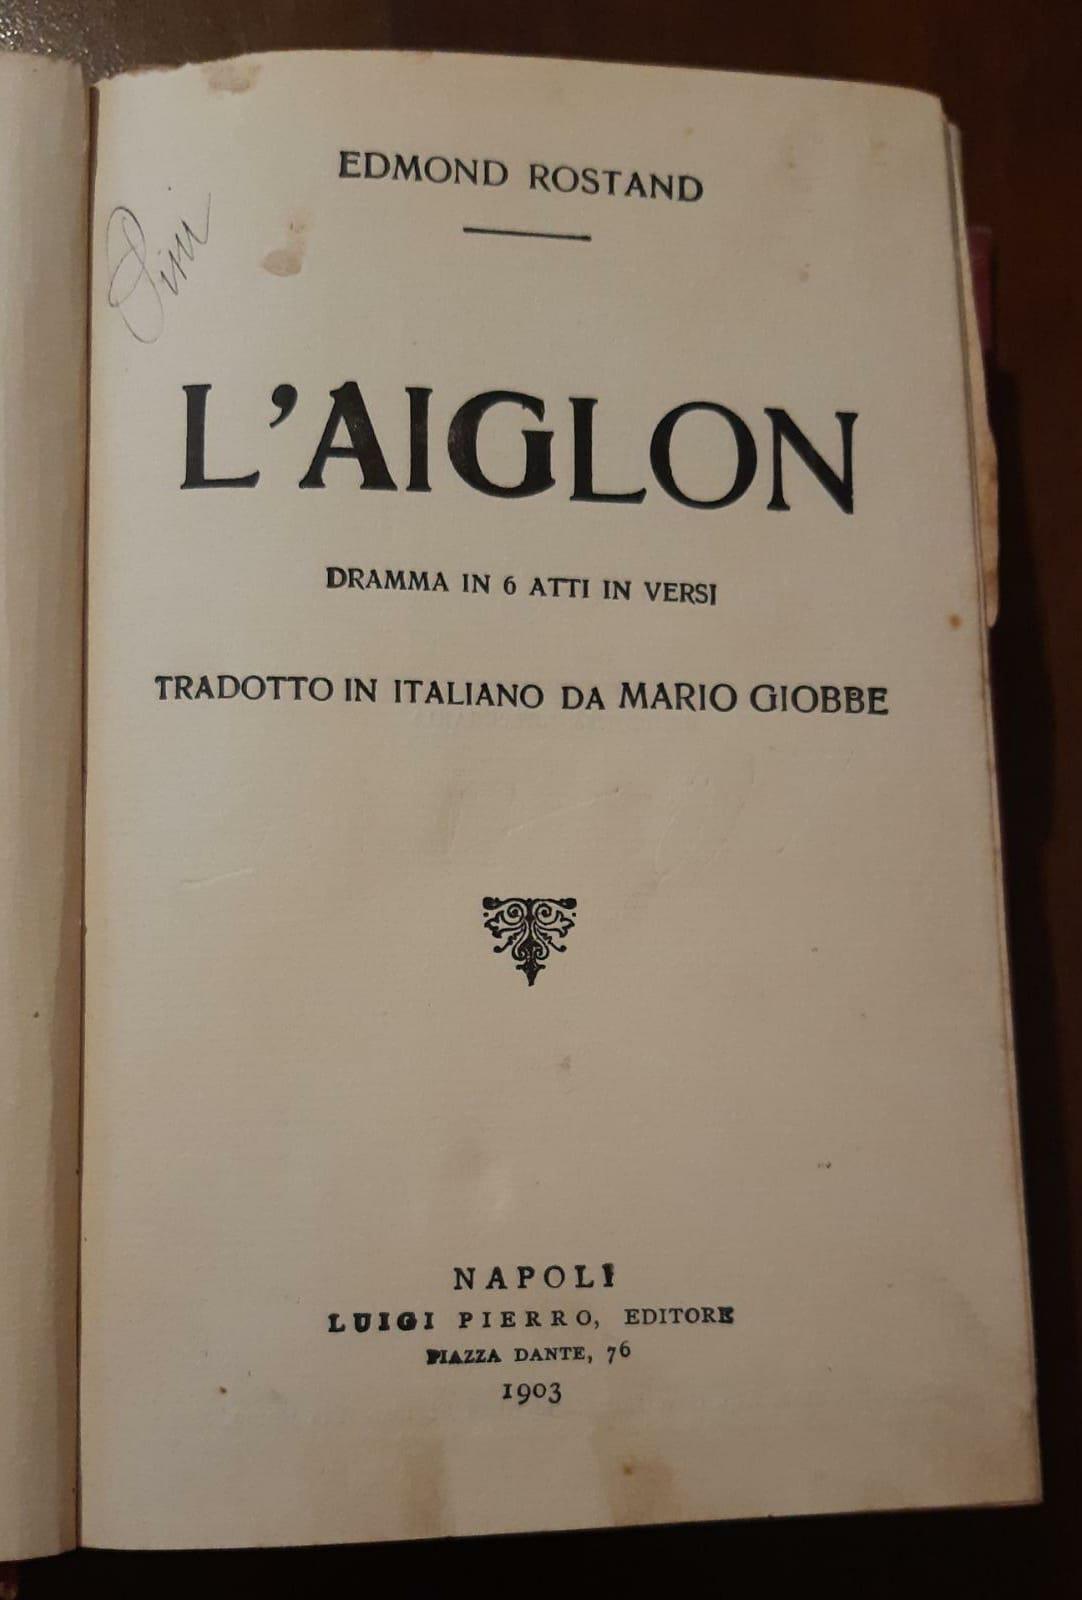 EDMOND ROSTAND
L'AIGLON
DRAMMA IN 6 ATTI IN VERSI
TRADOTTO IN ITALIANO DA MARIO GIOBBE
NAPOLI
LUIGI PIERRO, EDITORE
PIAZZA DANTE, 76
1903